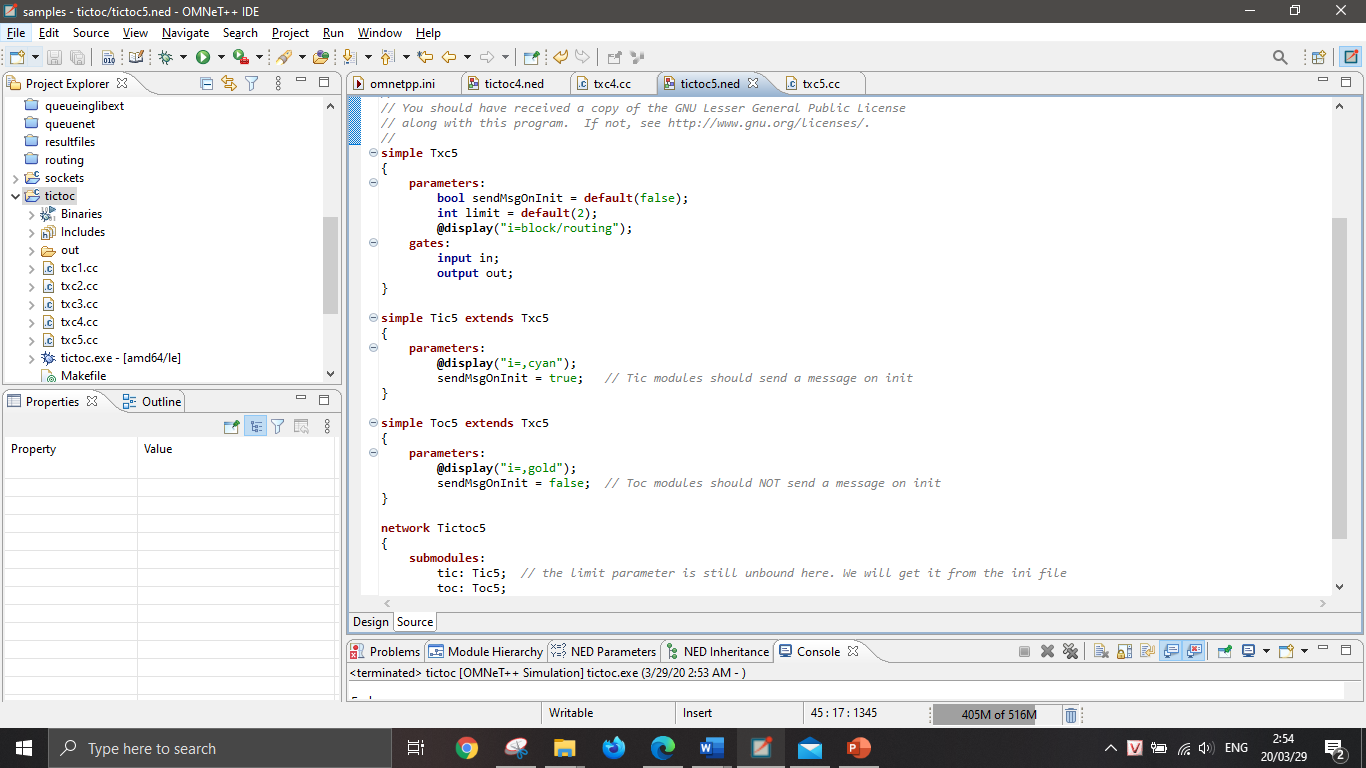 samples - tictoc/tictoc5.ned - OMNeT++ IDE
File Edit Source View Navigate Search Project Run Window Help
Project Explorer
queueinglibext
queuenet
resultfiles
routing
sockets
tictoc
Binaries
Includes
out
txc1.cc
txc2.cc
txc3.cc
txc4.cc
txc5.cc
tictoc.exe - [amd64/le]
Makefile
Properties Outline
Property Value
omnetpp.ini tictoc4.ned txc4.cc tictoc5.ned txc5.cc
// You should have received a copy of the GNU Lesser General Public License
// along with this program.  If not, see http://www.gnu.org/licenses/.
//
simple Txc5
{
    parameters:
        bool sendMsgOnInit = default(false);
        int limit = default(2);
        @display("i=block/routing");
    gates:
        input in;
        output out;
}
simple Tic5 extends Txc5
{
    parameters:
        @display("i=,cyan");
        sendMsgOnInit = true;   // Tic modules should send a message on init
}
simple Toc5 extends Txc5
{
    parameters:
        @display("i=,gold");
        sendMsgOnInit = false;  // Toc modules should NOT send a message on init
}
network Tictoc5
{
    submodules:
        tic: Tic5;  // the limit parameter is still unbound here. We will get it from the ini file
        toc: Toc5;
Design Source
Problems Module Hierarchy NED Parameters NED Inheritance Console
<terminated> tictoc [OMNeT++ Simulation] tictoc.exe (3/29/20 2:53 AM - )
Writable Insert 45 : 17 : 1345 405M of 516M
Type here to search
ENG
2:54
20/03/29
2